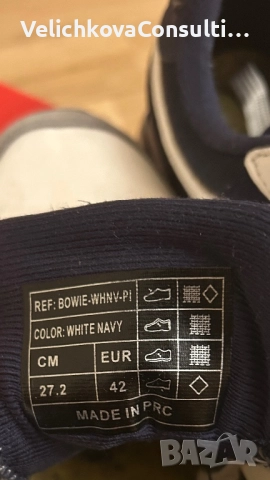 VelichkovaConsulti...
REF: BOWIE-WHNV-PI
COLOR: WHITE NAVY
CM EUR
27.2 42
MADE IN PRC
BAZAR